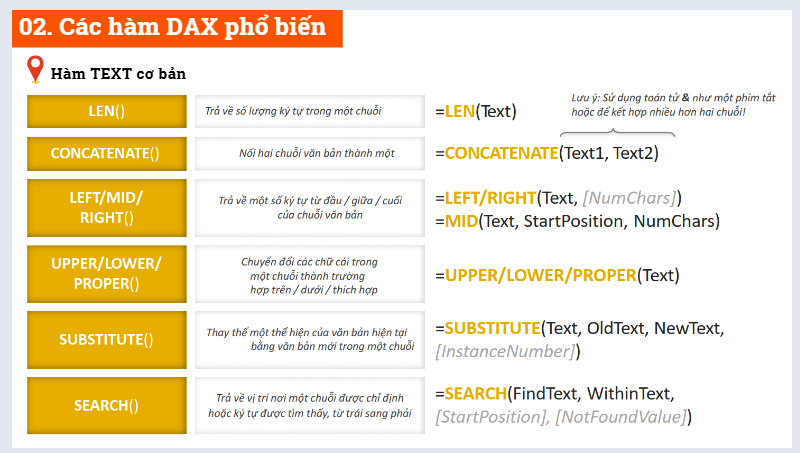 02. Các hàm DAX phổ biến
Hàm TEXT cơ bản
LEN()
Trả về số lượng ký tự trong một chuỗi
=LEN(Text)
Lưu ý: Sử dụng toán tử & như một phím tắt
hoặc để kết hợp nhiều hơn hai chuỗi!
CONCATENATE()
Nối hai chuỗi văn bản thành một
=CONCATENATE(Text1, Text2)
LEFT/MID/
RIGHT()
Trả về một số ký tự từ đầu / giữa / cuối
của chuỗi văn bản
=LEFT/RIGHT(Text, [NumChars])
=MID(Text, StartPosition, NumChars)
UPPER/LOWER/
PROPER()
Chuyển đổi các chữ cái trong
một chuỗi thành trường
hợp trên / dưới / thích hợp
=UPPER/LOWER/PROPER(Text)
SUBSTITUTE()
Thay thế một thể hiện của văn bản hiện tại
bằng văn bản mới trong một chuỗi
=SUBSTITUTE(Text, OldText, NewText,
[InstanceNumber])
SEARCH()
Trả về vị trí nơi một chuỗi được chỉ định
hoặc ký tự được tìm thấy, từ trái sang phải
=SEARCH(FindText, WithinText,
[StartPosition], [NotFoundValue])